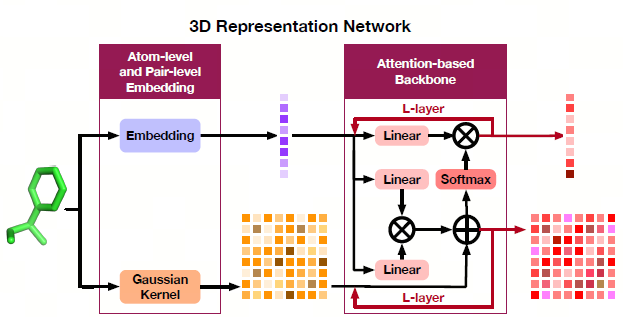 3D Representation Network
Atom-level
and Pair-level
Embedding
Attention-based
Backbone
L-layer
Embedding
Linear
Linear
Softmax
Linear
Gaussian
Kernel
L-layer